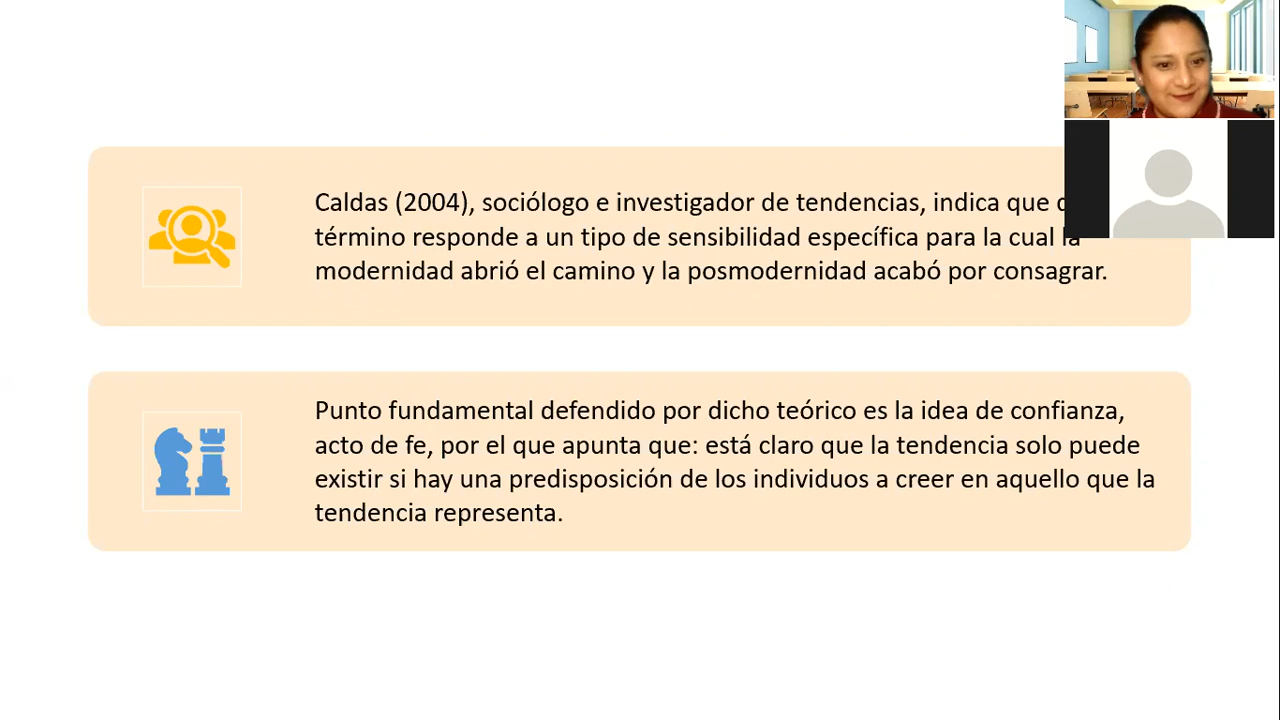 Caldas (2004), sociólogo e investigador de tendencias, indica que
término responde a un tipo de sensibilidad específica para la cual la
modernidad abrió el camino y la posmodernidad acabó por consagrar.
Punto fundamental defendido por dicho teórico es la idea de confianza,
acto de fe, por el que apunta que: está claro que la tendencia solo puede
existir si hay una predisposición de los individuos a creer en aquello que la
tendencia representa.